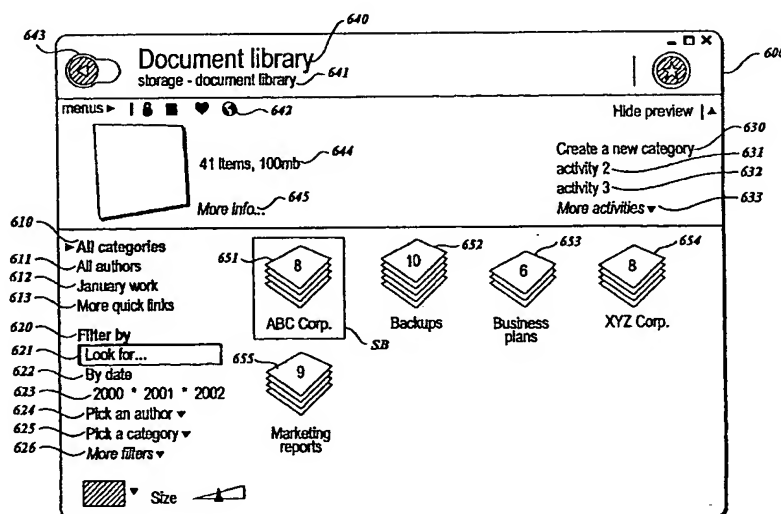 643
640
Document library
storage - document library
641
menus
642
Hide preview
41 Items, 100mb
644
Create a new category
630
activity 2
631
activity 3
632
More activities
633
More info...
645
610
All categories
611
All authors
612
January work
613
More quick links
651
8
ABC Corp.
652
10
Backups
653
6
Business
plans
654
8
XYZ Corp.
SB
620
Filter by
621
Look for...
622
By date
623
2000 * 2001 * 2002
624
Pick an author
625
Pick a category
626
More filters
655
9
Marketing
reports
Size